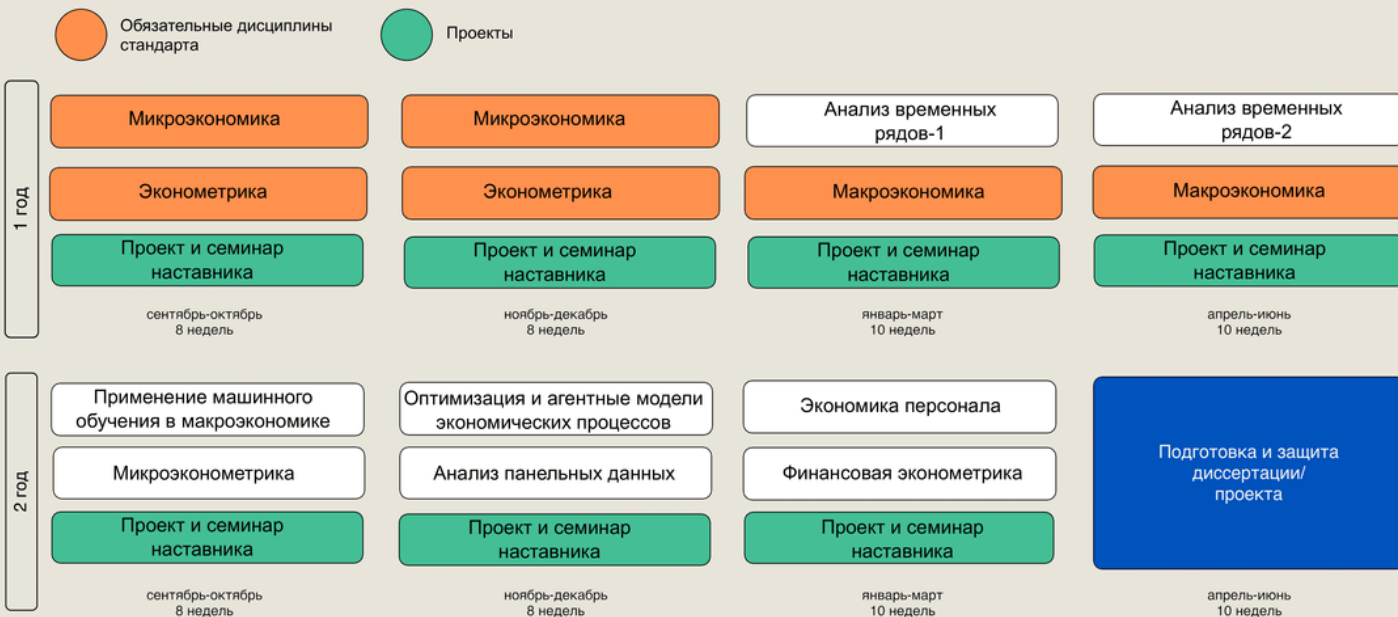 Обязательные дисциплины
стандарта
Проекты
1 год
Микроэкономика
Микроэкономика
Анализ временных
рядов-1
Анализ временных
рядов-2
Эконометрика
Эконометрика
Макроэкономика
Макроэкономика
Проект и семинар
наставника
Проект и семинар
наставника
Проект и семинар
наставника
Проект и семинар
наставника
сентябрь-октябрь
8 недель
ноябрь-декабрь
8 недель
январь-март
10 недель
апрель-июнь
10 недель
2 год
Применение машинного
обучения в макроэкономике
Оптимизация и агентные модели
экономических процессов
Экономика персонала
Подготовка и защита
диссертации/
проекта
Микроэконометрика
Анализ панельных данных
Финансовая эконометрика
Проект и семинар
наставника
Проект и семинар
наставника
Проект и семинар
наставника
сентябрь-октябрь
8 недель
ноябрь-декабрь
8 недель
январь-март
10 недель
апрель-июнь
10 недель